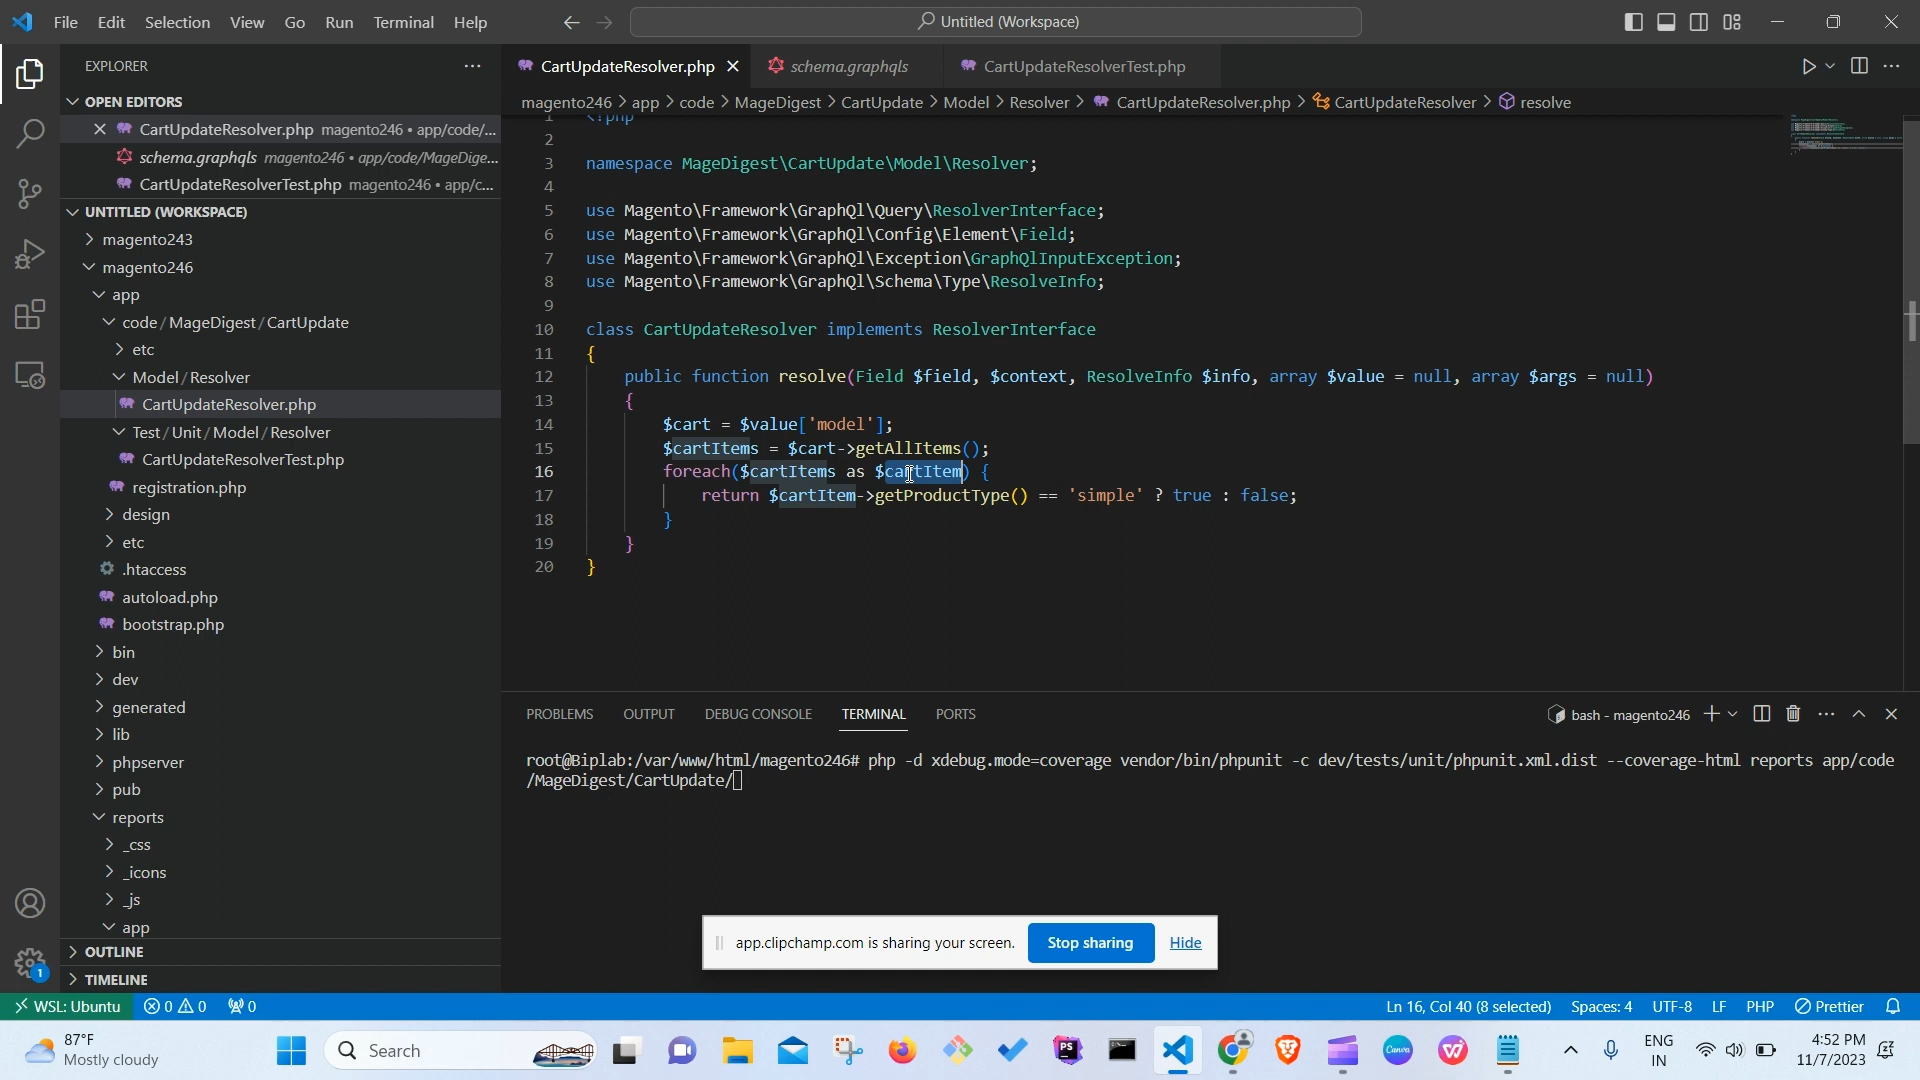 File Edit Selection View Go Run Terminal Help
Untitled (Workspace)
EXPLORER
OPEN EDITORS
CartUpdateResolver.php magento246 • app/code/...
schema.graphqls magento246 • app/code/MageDige...
CartUpdateResolverTest.php magento246 • app/c...
UNTITLED (WORKSPACE)
magento243
magento246
app
code / MageDigest / CartUpdate
etc
Model / Resolver
CartUpdateResolver.php
Test / Unit / Model / Resolver
CartUpdateResolverTest.php
registration.php
design
etc
.htaccess
autoload.php
bootstrap.php
bin
dev
generated
lib
phpserver
pub
reports
_css
_icons
_js
app
OUTLINE
TIMELINE
CartUpdateResolver.php schema.graphqls CartUpdateResolverTest.php
magento246 > app > code > MageDigest > CartUpdate > Model > Resolver > CartUpdateResolver.php > CartUpdateResolver > resolve
1 <?php
2
3 namespace MageDigest\CartUpdate\Model\Resolver;
4
5 use Magento\Framework\GraphQl\Query\ResolverInterface;
6 use Magento\Framework\GraphQl\Config\Element\Field;
7 use Magento\Framework\GraphQl\Exception\GraphQlInputException;
8 use Magento\Framework\GraphQl\Schema\Type\ResolveInfo;
9
10 class CartUpdateResolver implements ResolverInterface
11 {
12 public function resolve(Field $field, $context, ResolveInfo $info, array $value = null, array $args = null)
13 {
14 $cart = $value['model'];
15 $cartItems = $cart->getAllItems();
16 foreach($cartItems as $cartItem) {
17 return $cartItem->getProductType() == 'simple' ? true : false;
18 }
19 }
20 }
PROBLEMS OUTPUT DEBUG CONSOLE TERMINAL PORTS
bash - magento246
root@Biplab:/var/www/html/magento246# php -d xdebug.mode=coverage vendor/bin/phpunit -c dev/tests/unit/phpunit.xml.dist --coverage-html reports app/code
/MageDigest/CartUpdate/
app.clipchamp.com is sharing your screen. Stop sharing Hide
1
WSL: Ubuntu 0 0 0
Ln 16, Col 40 (8 selected) Spaces: 4 UTF-8 LF PHP Prettier
87°F
Mostly cloudy
Search
PS
Canva
ENG
IN
4:52 PM
11/7/2023